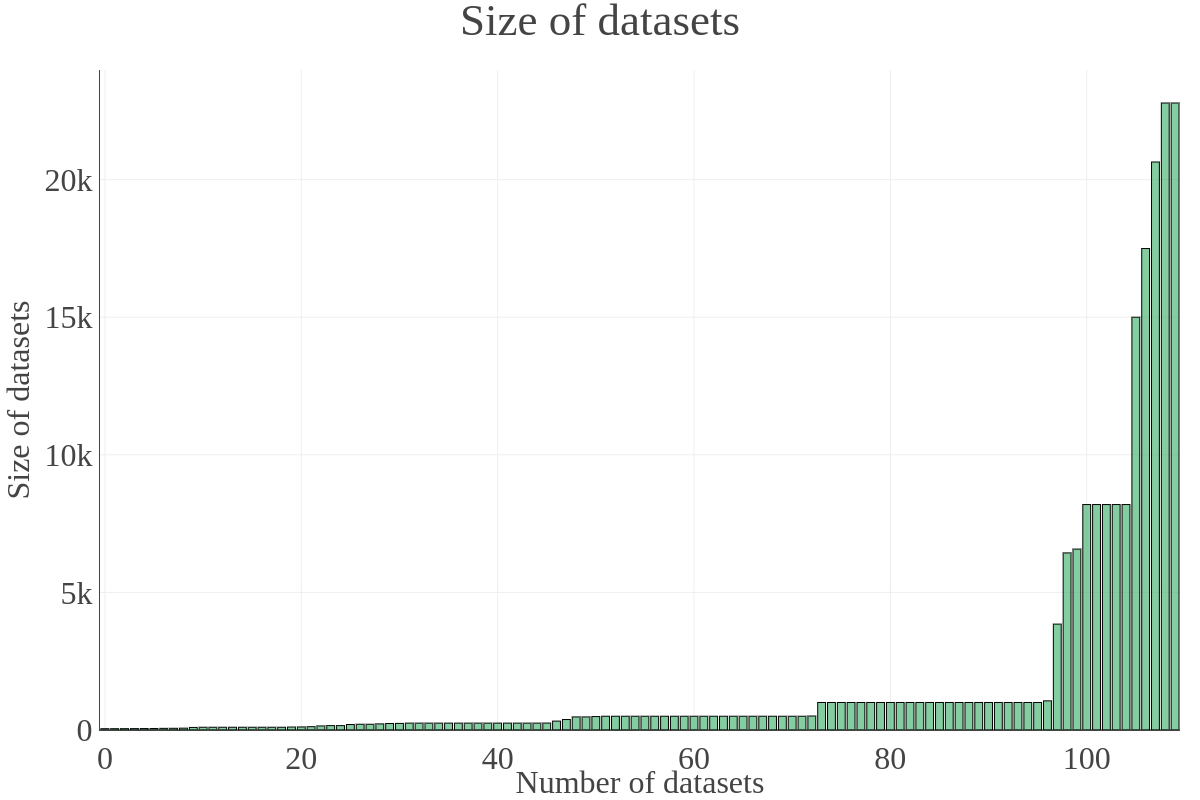 Size of datasets
Size of datasets
20k
15k
10k
5k
0
0 20 40 60 80 100
Number of datasets